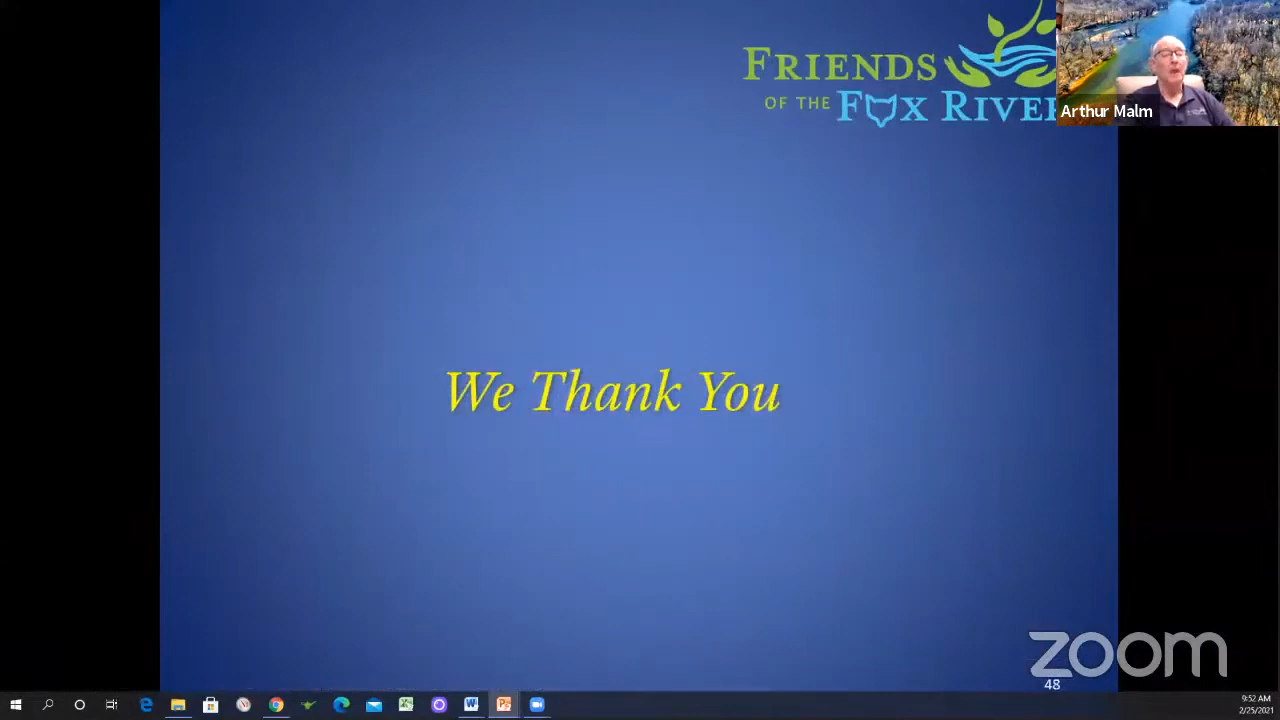 FRIENDS
OF THE FOX RIVER
Arthur Malm
We Thank You
zoom
48
9:52 AM
2/25/2021